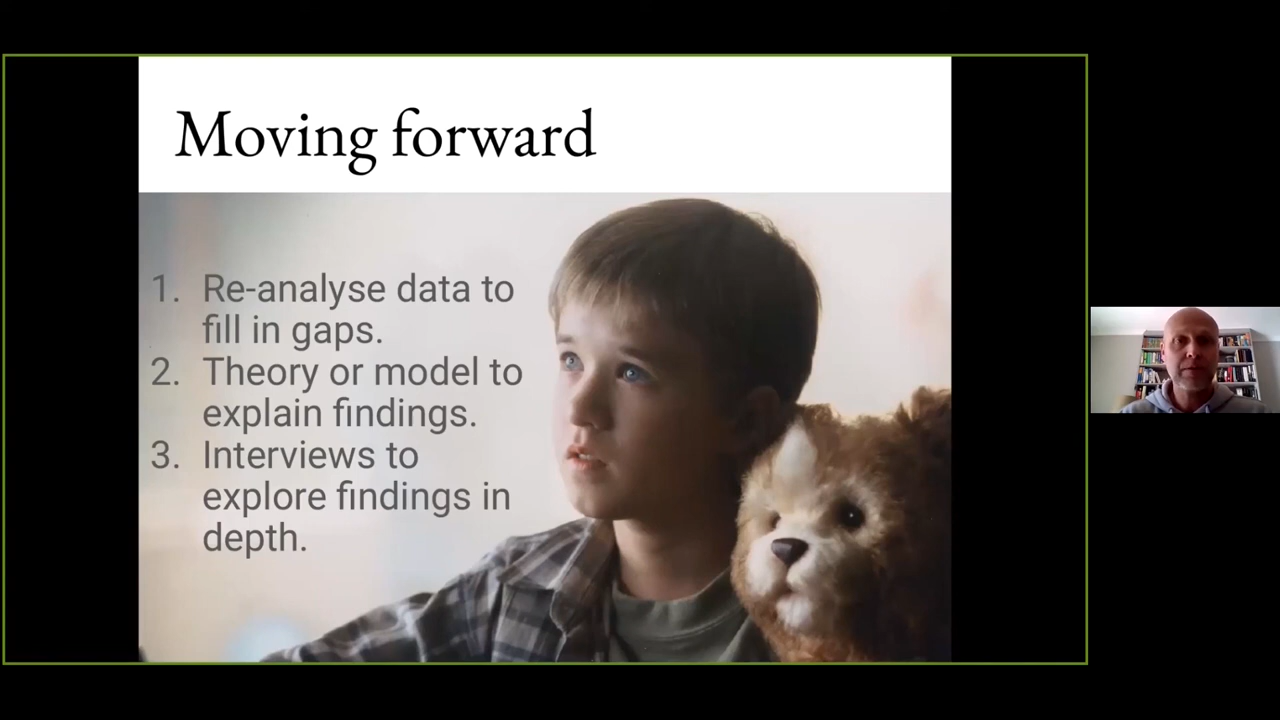 Moving forward
1. Re-analyse data to
fill in gaps.
2. Theory or model to
explain findings.
3. Interviews to
explore findings in
depth.